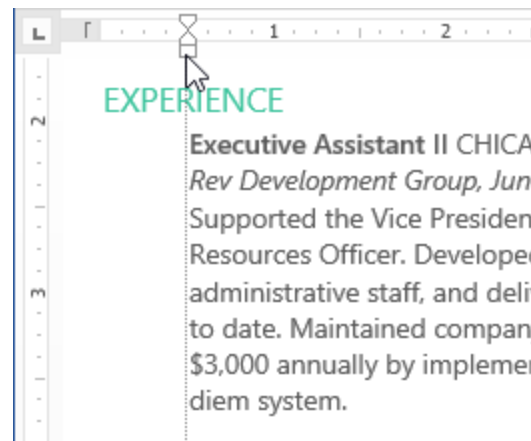 1 2
2
3
EXPERIENCE
Executive Assistant II CHICA
Rev Development Group, Jun
Supported the Vice Presiden
Resources Officer. Develope
administrative staff, and deli
to date. Maintained compan
$3,000 annually by impleme
diem system.